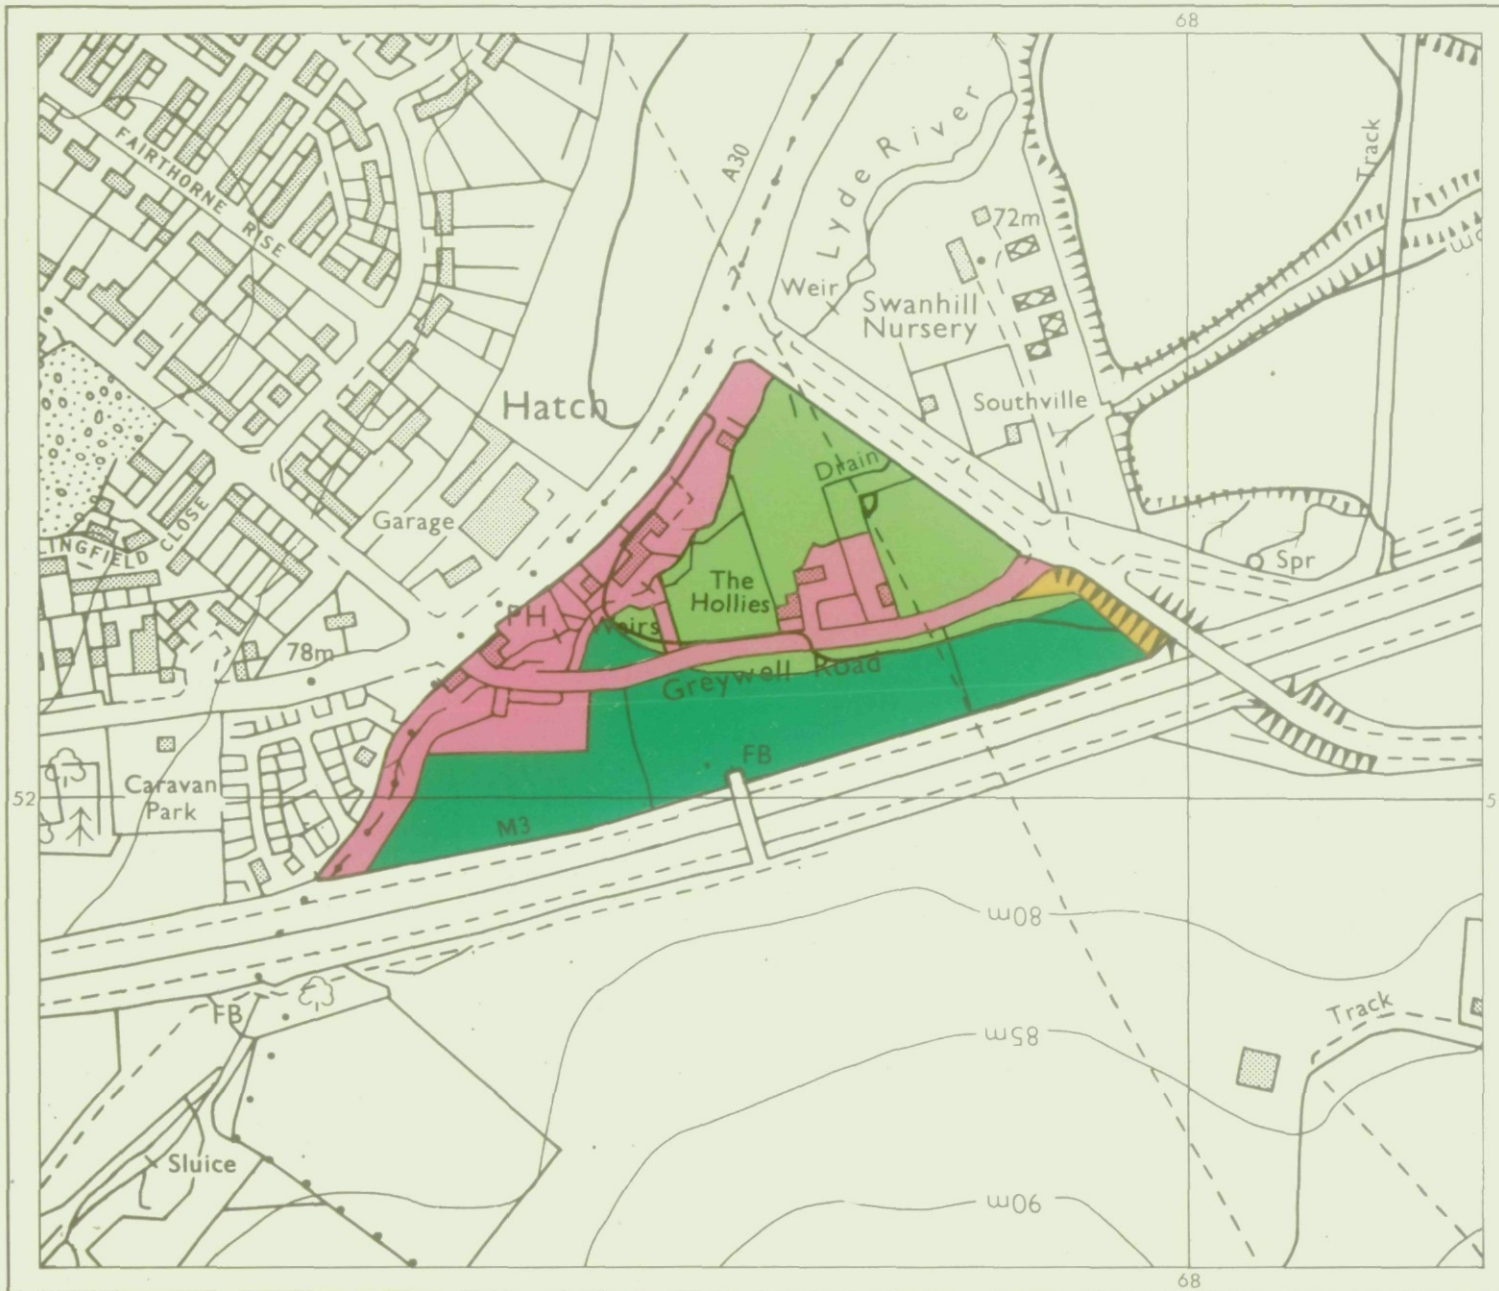 68
FAIRTHORNE RISE
A30
Lyde River
Track
72m
Weir
Swanhill
Nursery
Hatch
Southville
Drain
Garage
LINGFIELD CLOSE
Spr
The
Hollies
PH
Weirs
78m
Greywell Road
FB
52
Caravan
Park
M3
5
80m
FB
85m
Track
Sluice
90m
68